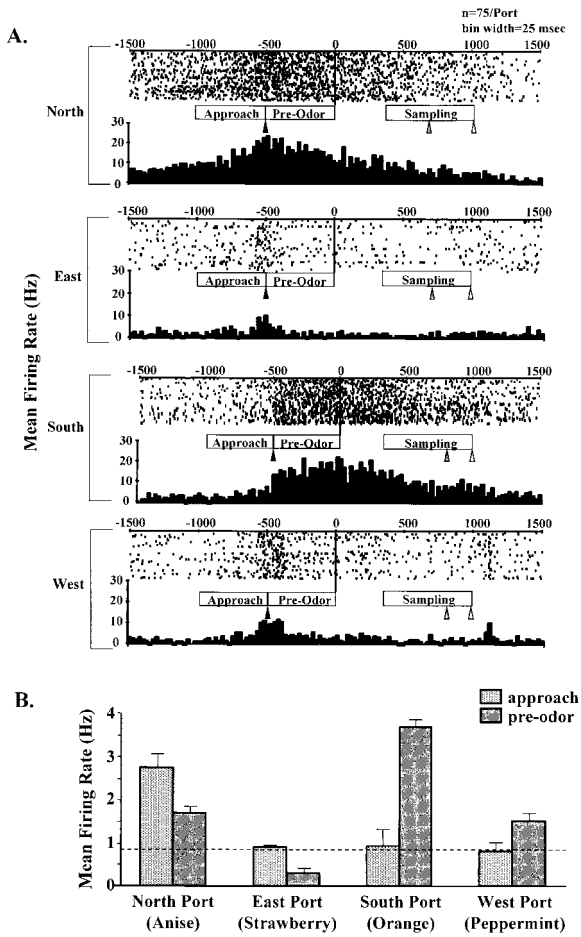 n=75/Port
A.
bin width=25 msec
-1500 -1000 -500 0 500 1000 1500
North
Approach Pre-Odor Sampling
30
20
10
0
-1500 -1000 -500 0 500 1000 1500
East
Approach Pre-Odor Sampling
30
20
10
0
Mean Firing Rate (Hz)
-1500 -1000 -500 0 500 1000 1500
South
Approach Pre-Odor Sampling
30
20
10
0
-1500 -1000 -500 0 500 1000 1500
West
Approach Pre-Odor Sampling
30
20
10
0
B.
approach
pre-odor
Mean Firing Rate (Hz)
4
3
2
1
0
North Port East Port South Port West Port
(Anise) (Strawberry) (Orange) (Peppermint)